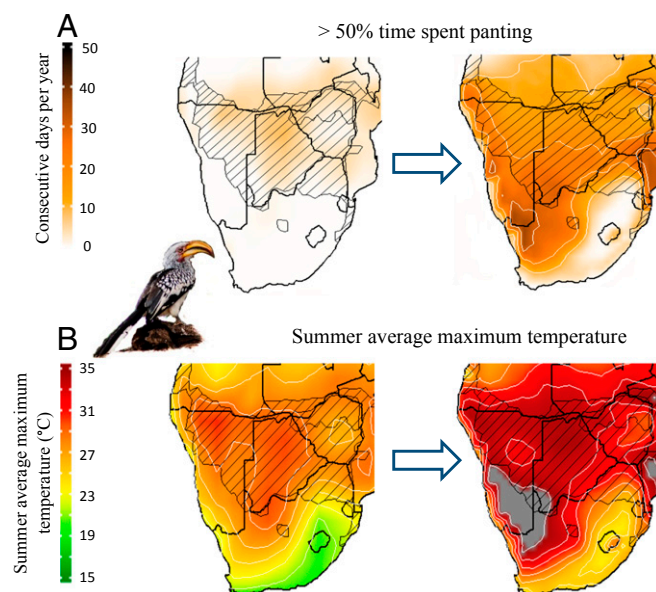 A
> 50% time spent panting
Consecutive days per year
50
40
30
20
10
0
B
Summer average maximum temperature
Summer average maximum
temperature (°C)
35
31
27
23
19
15